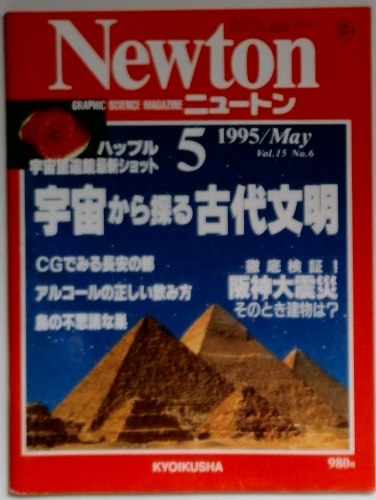 Newton
GRAPHIC SCIENCE MAGAZINE ニュートン
ハッブル
宇宙望遠鏡最新ショット
5 1995/May
Vol.15 No.6
宇宙から探る古代文明
CGでみる長安の都
アルコールの正しい飲み方
鳥の不思議な巣
徹底検証!
阪神大震災
そのとき建物は?
980円
KYOIKUSHA